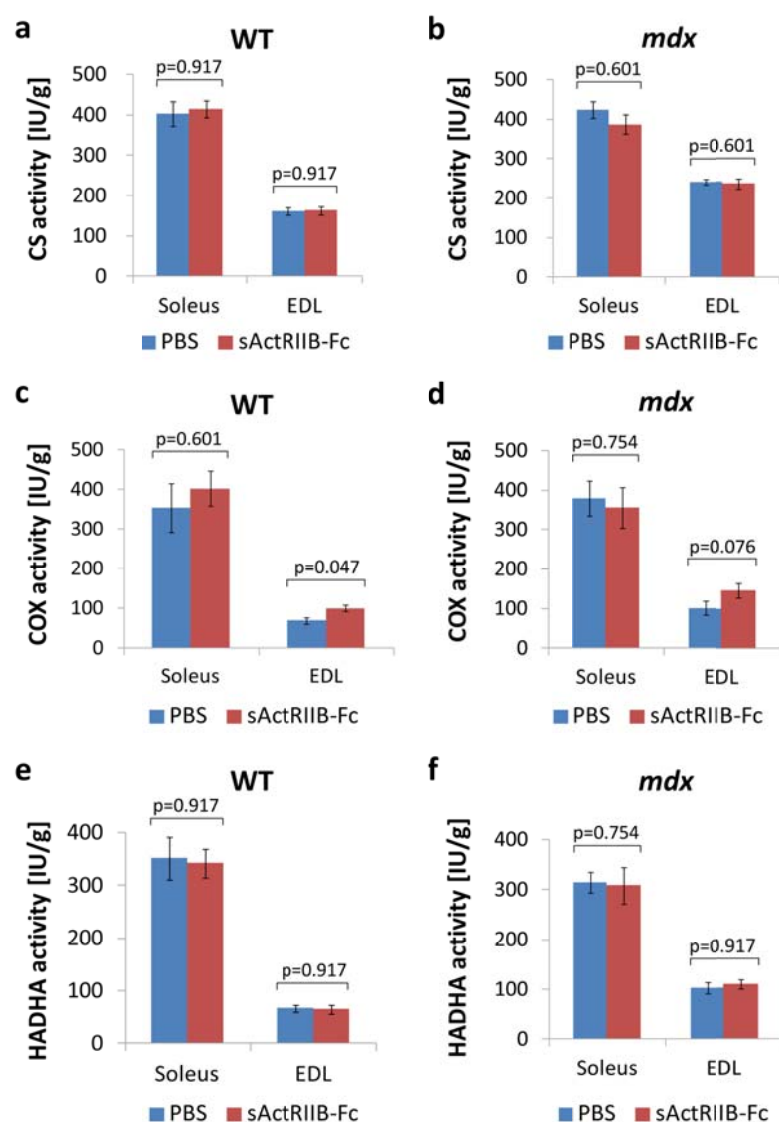 a
WT
CS activity [IU/g]
500
400
300
200
100
0
p=0.917
p=0.917
Soleus EDL
PBS sActRIIB-Fc
b
mdx
CS activity [IU/g]
500
400
300
200
100
0
p=0.601
p=0.601
Soleus EDL
PBS sActRIIB-Fc
c
WT
COX activity [IU/g]
500
400
300
200
100
0
p=0.601
p=0.047
Soleus EDL
PBS sActRIIB-Fc
d
mdx
COX activity [IU/g]
500
400
300
200
100
0
p=0.754
p=0.076
Soleus EDL
PBS sActRIIB-Fc
e
WT
HADHA activity [IU/g]
400
300
200
100
0
p=0.917
p=0.917
Soleus EDL
PBS sActRIIB-Fc
f
mdx
HADHA activity [IU/g]
400
300
200
100
0
p=0.754
p=0.917
Soleus EDL
PBS sActRIIB-Fc